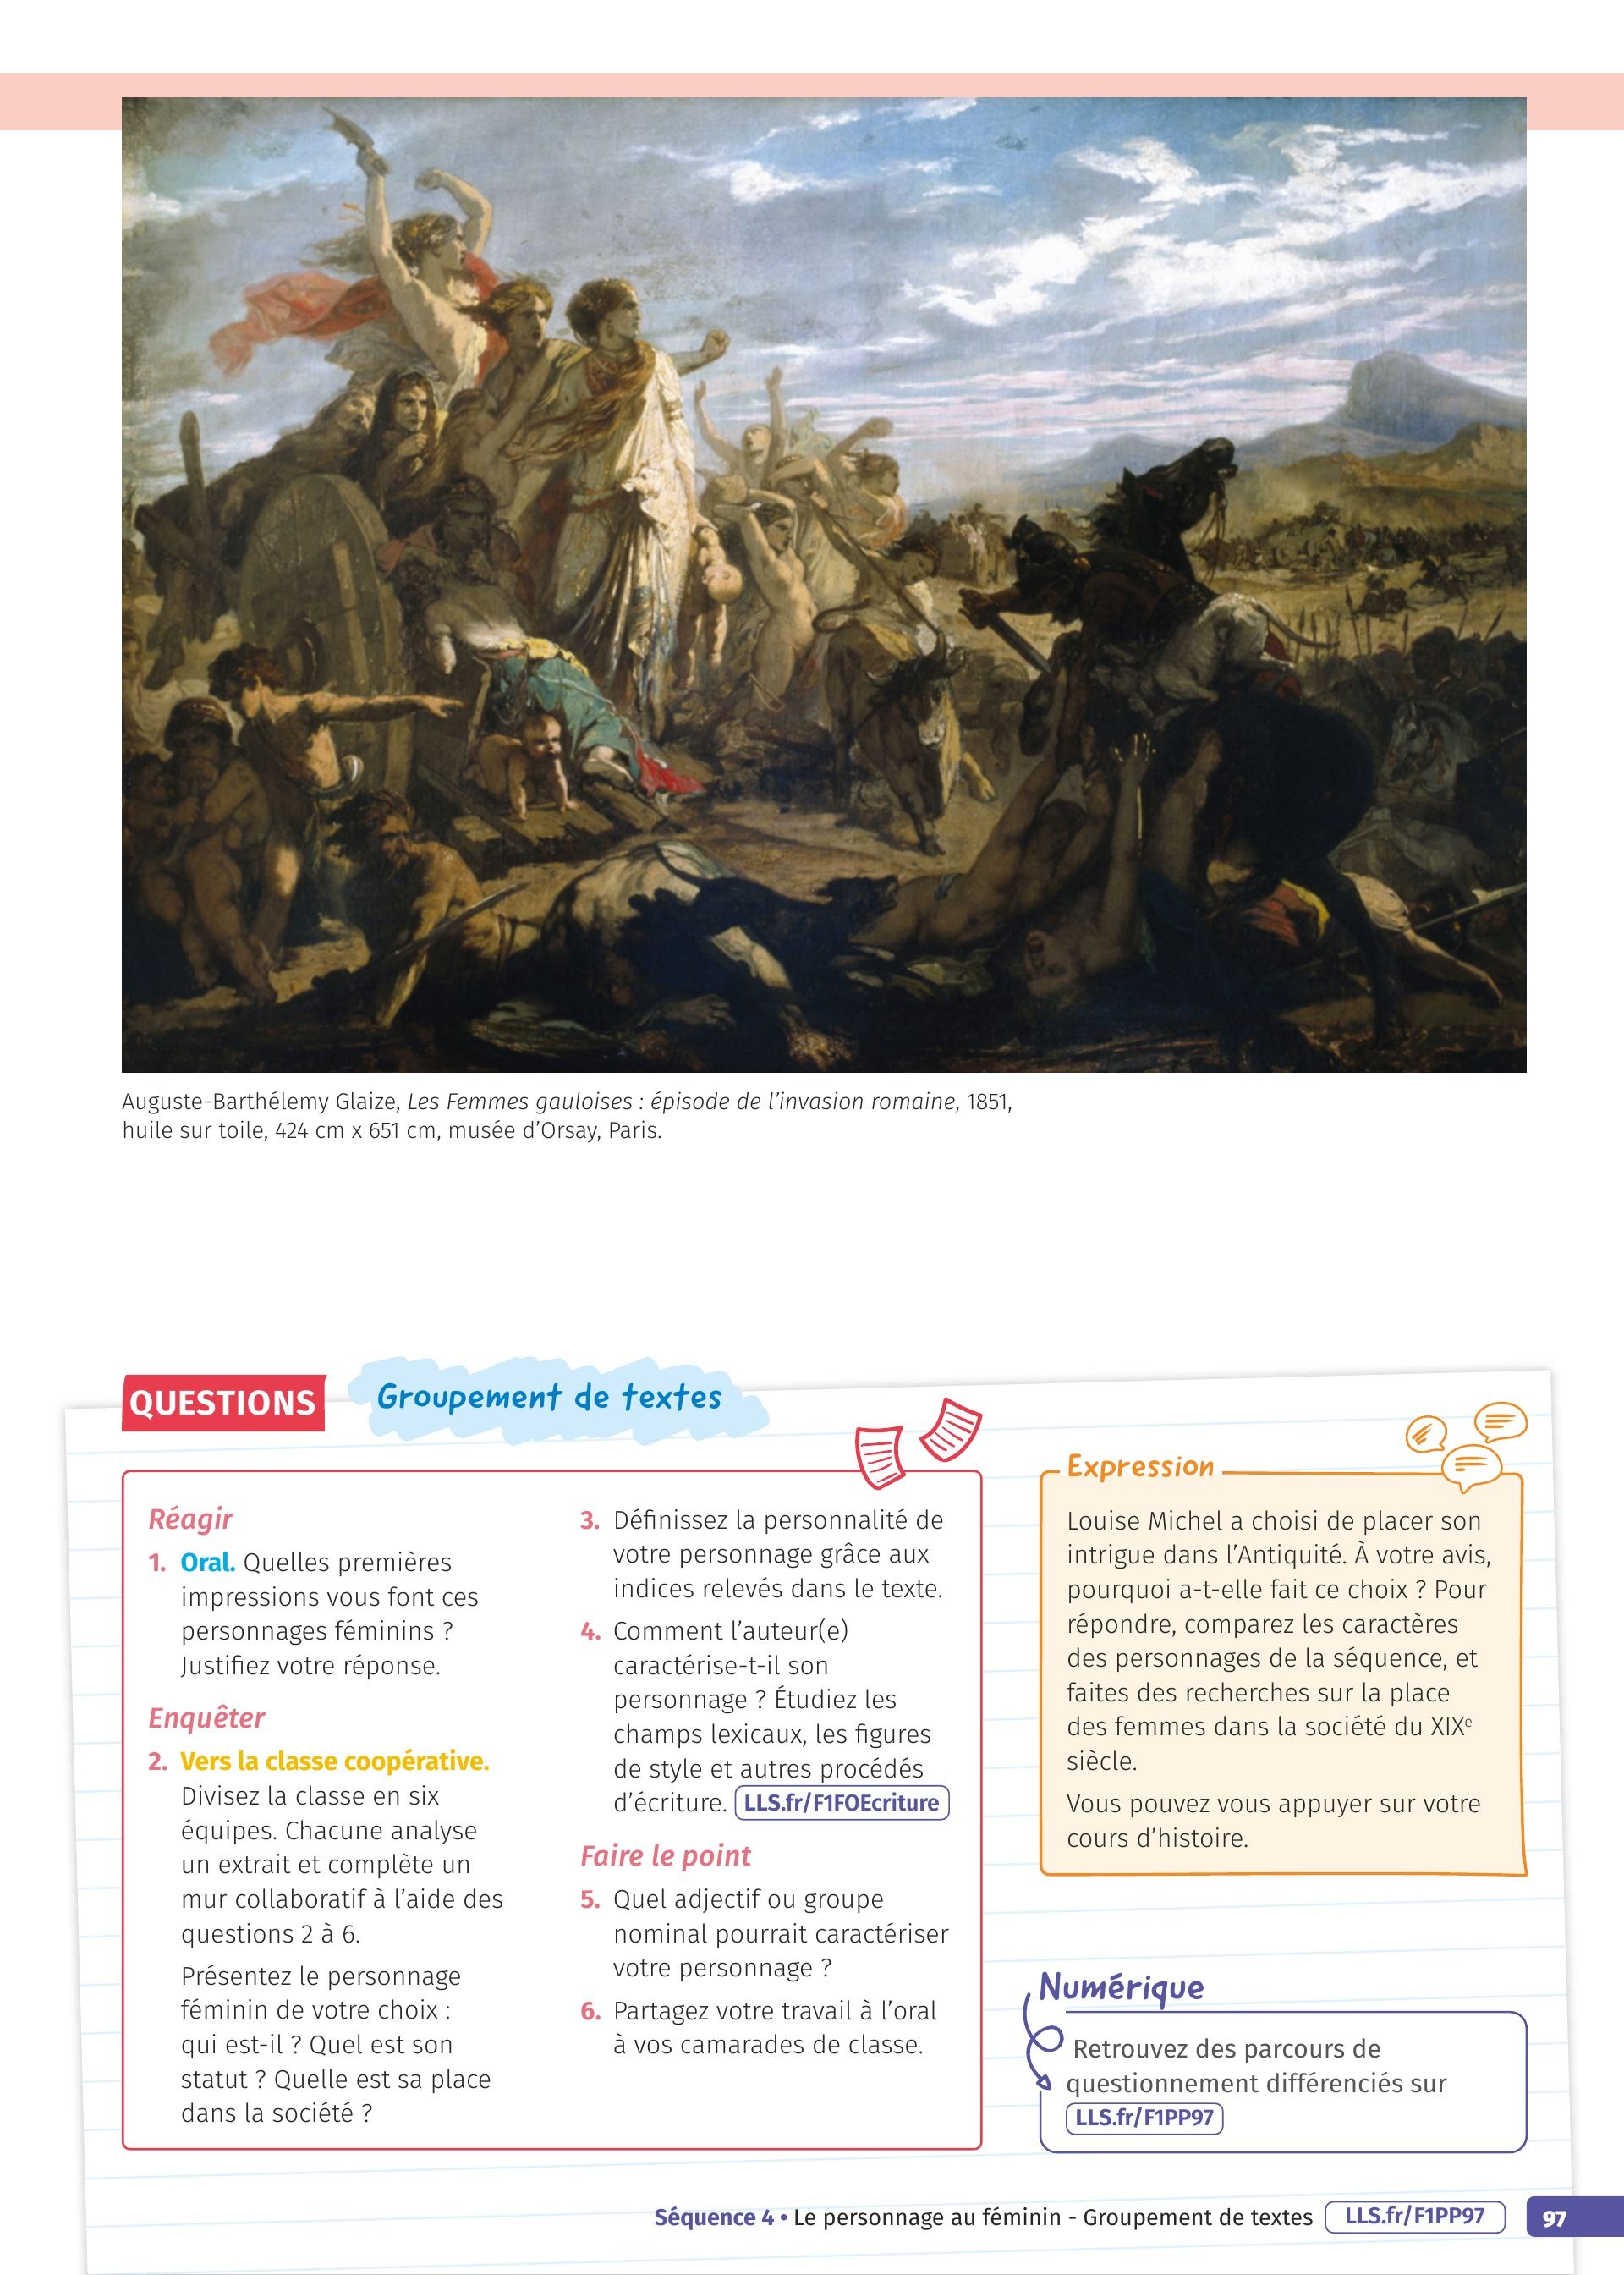 Auguste-Barthélemy Glaize, Les Femmes gauloises : épisode de l'invasion romaine, 1851,
huile sur toile, 424 cm x 651 cm, musée d'Orsay, Paris.
QUESTIONS
Groupement de textes
Réagir
1. Oral. Quelles premières
impressions vous font ces
personnages féminins ?
Justifiez votre réponse.
Enquêter
2. Vers la classe coopérative.
Divisez la classe en six
équipes. Chacune analyse
un extrait et complète un
mur collaboratif à l'aide des
questions 2 à 6.
Présentez le personnage
féminin de votre choix :
qui est-il ? Quel est son
statut ? Quelle est sa place
dans la société ?
3. Définissez la personnalité de
votre personnage grâce aux
indices relevés dans le texte.
4. Comment l'auteur(e)
caractérise-t-il son
personnage ? Étudiez les
champs lexicaux, les figures
de style et autres procédés
d'écriture. LLS.fr/F1FOEcriture
Faire le point
5. Quel adjectif ou groupe
nominal pourrait caractériser
votre personnage ?
6. Partagez votre travail à l'oral
à vos camarades de classe.
Expression
Louise Michel a choisi de placer son
intrigue dans l'Antiquité. À votre avis,
pourquoi a-t-elle fait ce choix ? Pour
répondre, comparez les caractères
des personnages de la séquence, et
faites des recherches sur la place
des femmes dans la société du XIXe
siècle.
Vous pouvez vous appuyer sur votre
cours d'histoire.
Numérique
Retrouvez des parcours de
questionnement différenciés sur
LLS.fr/F1PP97
Séquence 4 • Le personnage au féminin - Groupement de textes LLS.fr/F1PP97 97